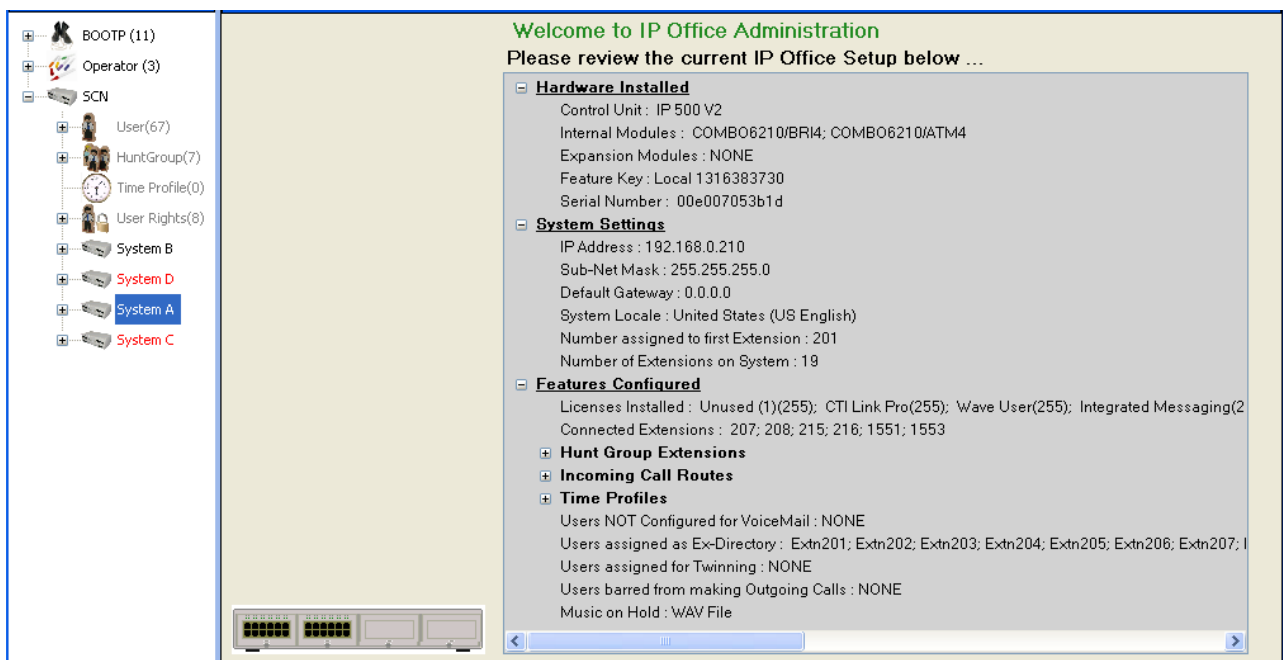 BOOTP (11)
Operator (3)
SCN
User(67)
HuntGroup(7)
Time Profile(0)
User Rights(8)
System B
System D
System A
System C
Welcome to IP Office Administration
Please review the current IP Office Setup below ...
Hardware Installed
Control Unit : IP 500 V2
Internal Modules : COMBO6210/BRI4; COMBO6210/ATM4
Expansion Modules : NONE
Feature Key : Local 1316383730
Serial Number : 00e007053b1d
System Settings
IP Address : 192.168.0.210
Sub-Net Mask : 255.255.255.0
Default Gateway : 0.0.0.0
System Locale : United States (US English)
Number assigned to first Extension : 201
Number of Extensions on System : 19
Features Configured
Licenses Installed : Unused (1)(255); CTI Link Pro(255); Wave User(255); Integrated Messaging(2
Connected Extensions : 207; 208; 215; 216; 1551; 1553
Hunt Group Extensions
Incoming Call Routes
Time Profiles
Users NOT Configured for VoiceMail : NONE
Users assigned as Ex-Directory : Extn201; Extn202; Extn203; Extn204; Extn205; Extn206; Extn207;
Users assigned for Twinning : NONE
Users barred from making Outgoing Calls : NONE
Music on Hold : WAV File